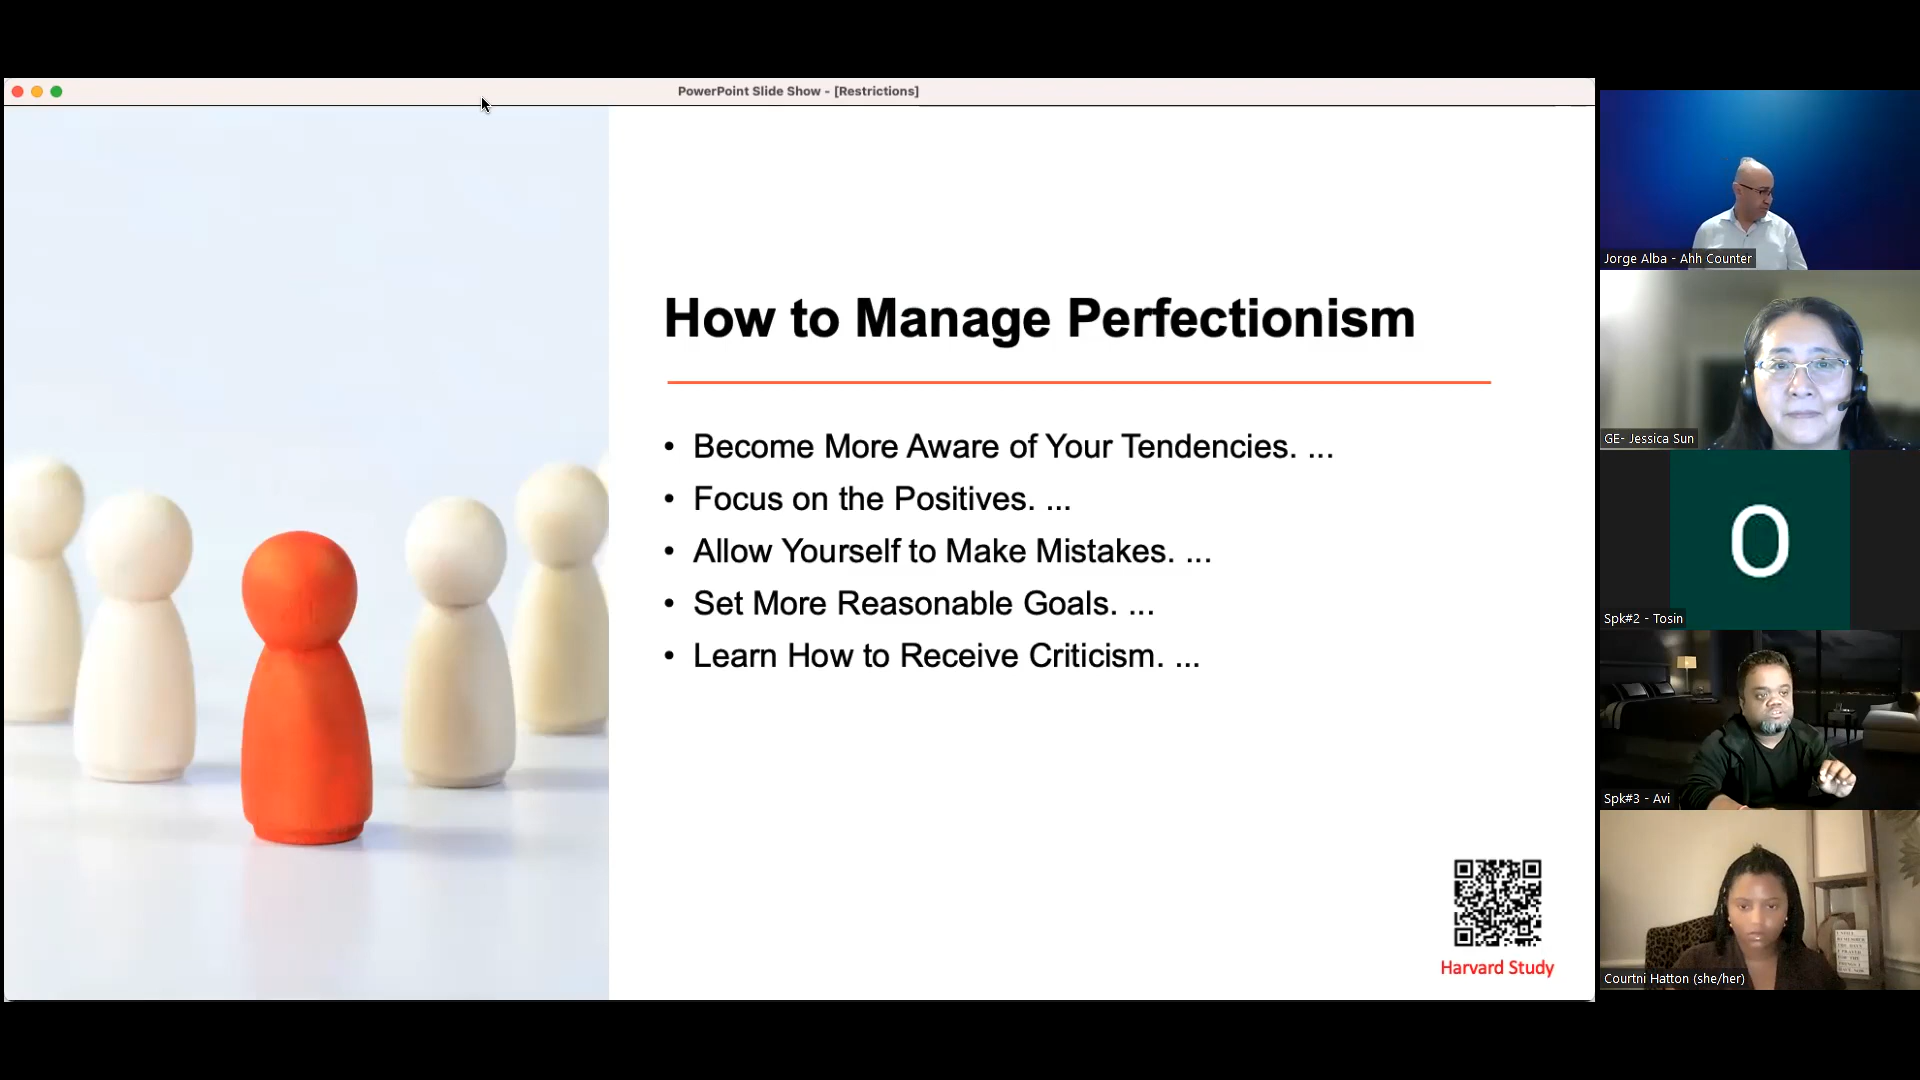 PowerPoint Slide Show - [Restrictions]
How to Manage Perfectionism
• Become More Aware of Your Tendencies. ...
• Focus on the Positives. ...
• Allow Yourself to Make Mistakes. ...
• Set More Reasonable Goals. ...
• Learn How to Receive Criticism. ...
Harvard Study
Jorge Alba - Ahh Counter
GE- Jessica Sun
O
Spk#2 - Tosin
Spk#3 - Avi
Courtni Hatton (she/her)